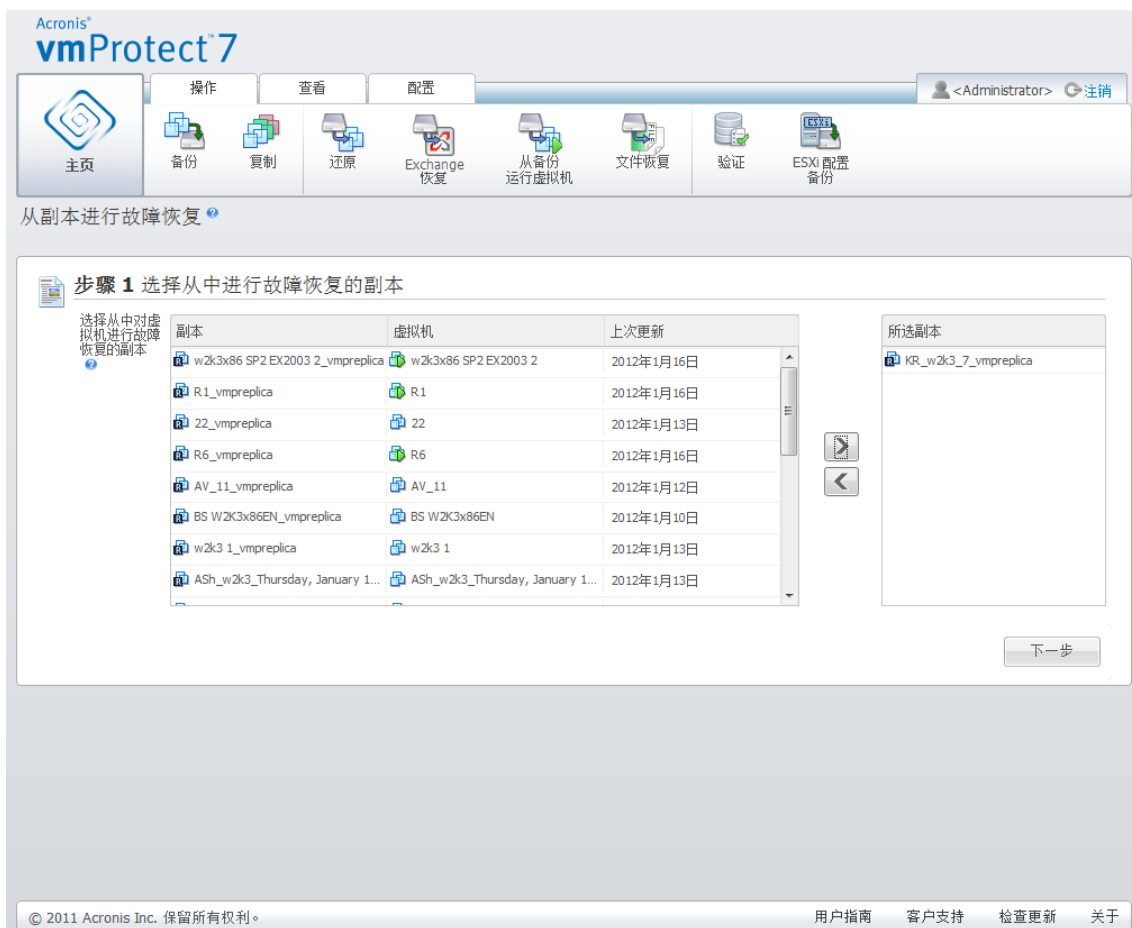 Acronis®
vmProtect™7
操作 查看 配置
<Administrator> 注销
主页
备份 复制 还原 Exchange 恢复 从备份 运行虚拟机 文件恢复 验证 ESXi 配置 备份
从副本进行故障恢复
步骤 1 选择从中进行故障恢复的副本
选择从中对虚
拟机进行故障
恢复的副本
副本 虚拟机 上次更新 所选副本
w2k3x86 SP2 EX2003 2_vmpreplica w2k3x86 SP2 EX2003 2 2012年1月16日 KR_w2k3_7_vmpreplica
R1_vmpreplica R1 2012年1月16日
22_vmpreplica 22 2012年1月13日
R6_vmpreplica R6 2012年1月16日
AV_11_vmpreplica AV_11 2012年1月12日
BS W2K3x86EN_vmpreplica BS W2K3x86EN 2012年1月10日
w2k3 1_vmpreplica w2k3 1 2012年1月13日
ASh_w2k3_Thursday, January 1... ASh_w2k3_Thursday, January 1... 2012年1月13日
下一步
© 2011 Acronis Inc. 保留所有权利。 用户指南 客户支持 检查更新 关于